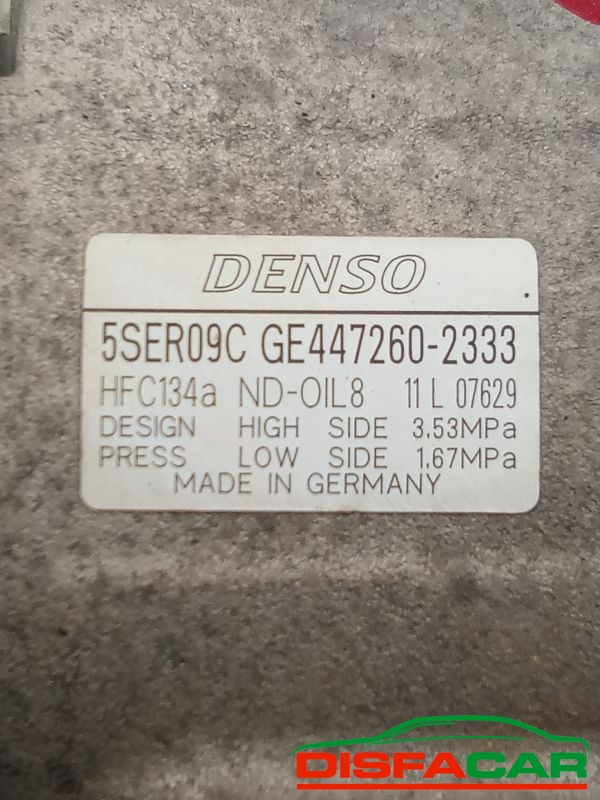 DENSO
5SER09C GE447260-2333
HFC134a ND-OIL8 11 L 07629
DESIGN HIGH SIDE 3.53MPa
PRESS LOW SIDE 1.67MPa
MADE IN GERMANY
DISFACAR